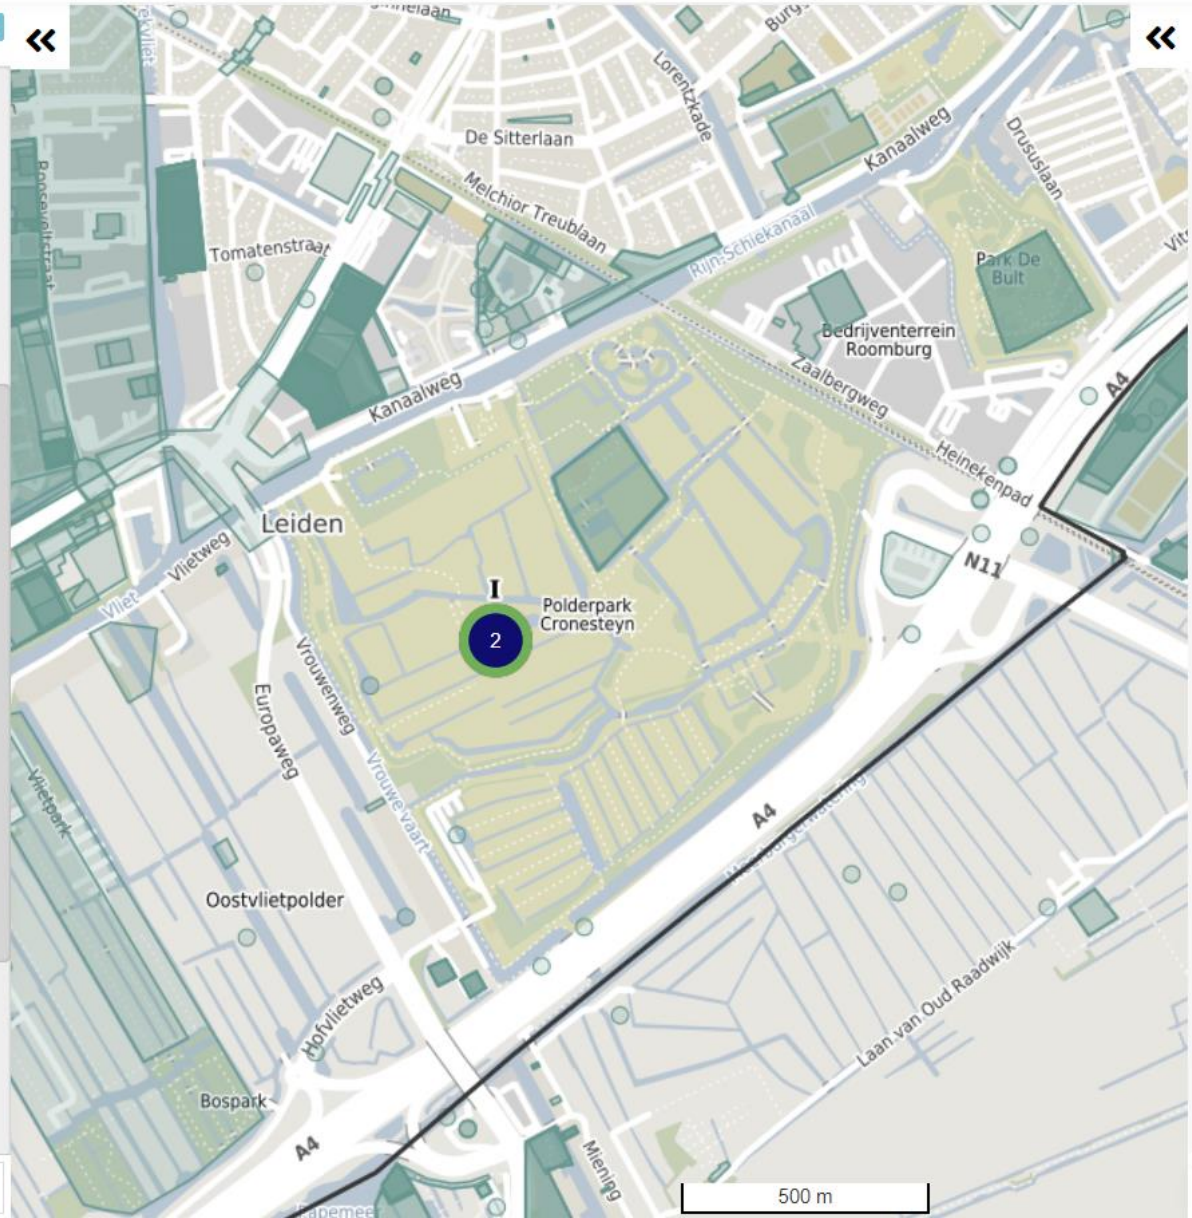 De Sitterlaan
Lorentzkade
Kanaalweg
Drususlaan
Melchior Treublaan
Tomatenstraat
Rijn-Schiekanaal
Park De
Bult
Bedrijventerrein
Roomburg
Zaalbergweg
A4
Kanaalweg
Heinekenpad
Leiden
Vlietweg
N11
I
2
Polderpark
Cronesteyn
Vliet
Vrouwenweg
Europaweg
Vrouwevaart
Vlietpark
A4
Oostvlietpolder
Laan van Oud Raadwijk
Hofvlietweg
Bospark
A4
Miening
500 m